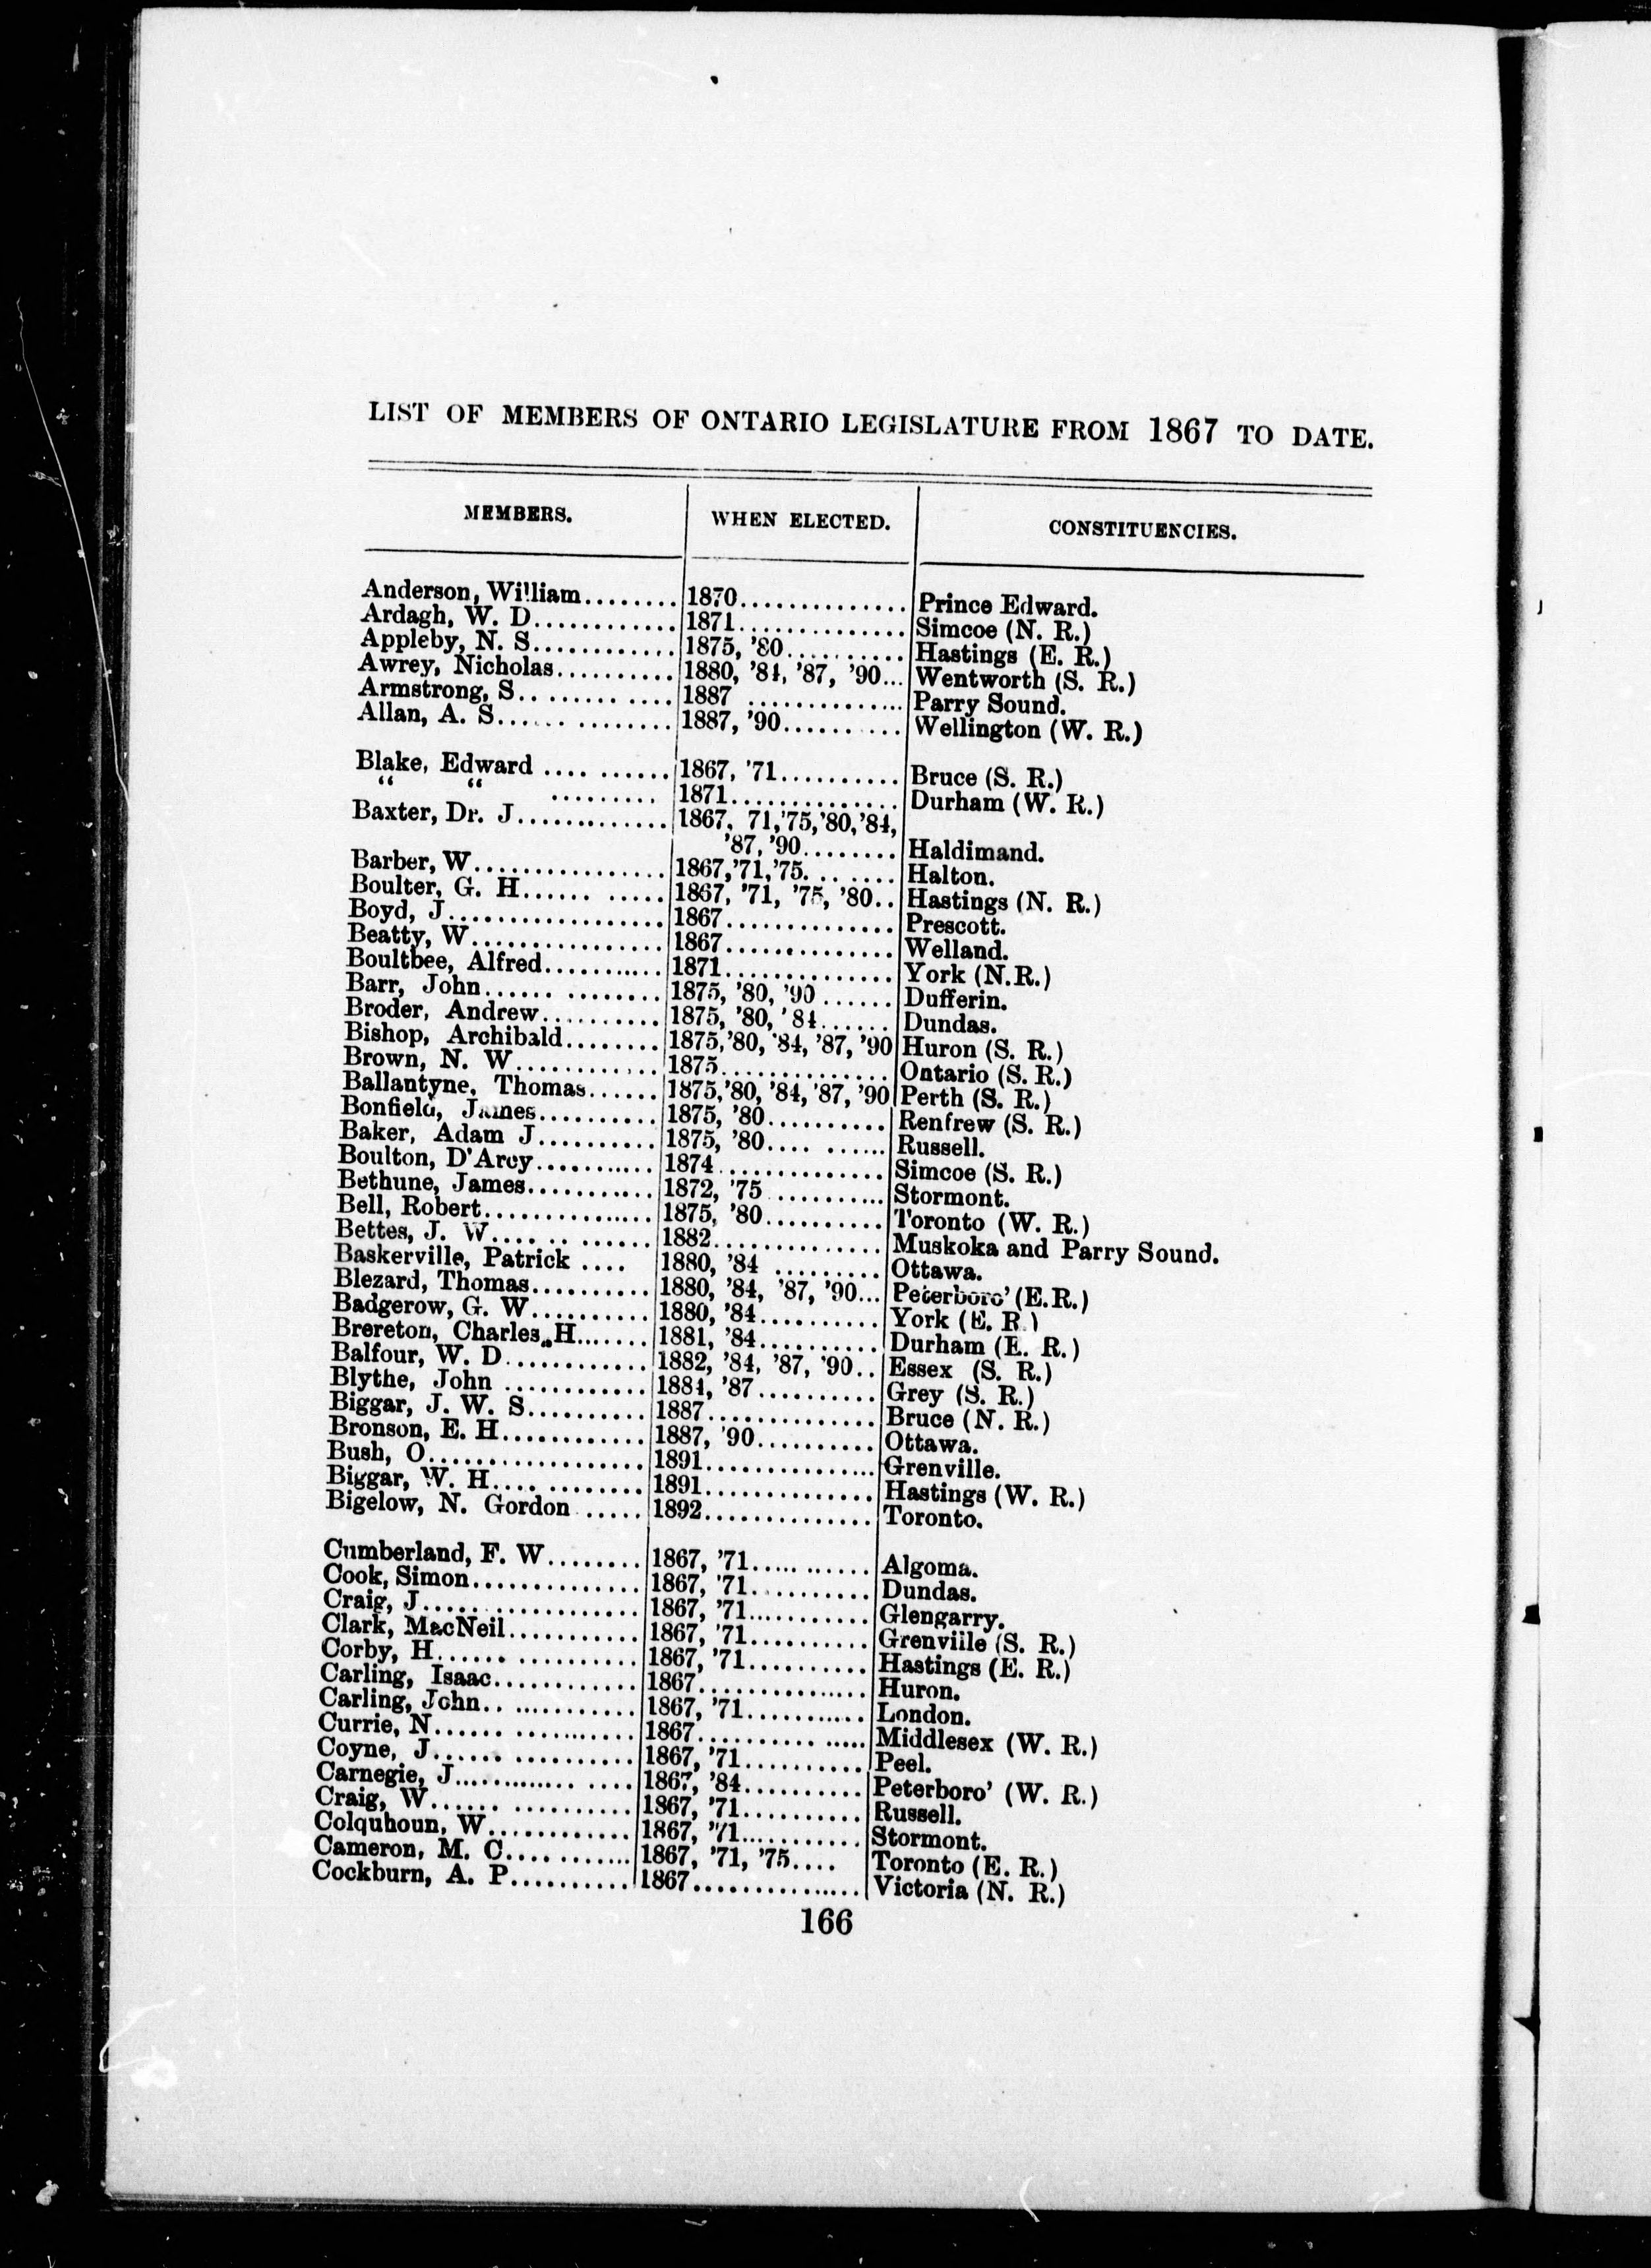 LIST OF MEMBERS OF ONTARIO LEGISLATURE FROM 1867 TO DATE.
MEMBERS. WHEN ELECTED. CONSTITUENCIES.
Anderson, William........ 1870.............. Prince Edward.
Ardagh, W. D............ 1871.............. Simcoe (N. R.)
Appleby, N. S............ 1875, '80.......... Hastings (E. R.)
Awrey, Nicholas.......... 1880, '84, '87, '90... Wentworth (S. R.)
Armstrong, S............. 1887 .............. Parry Sound.
Allan, A. S............... 1887, '90.......... Wellington (W. R.)
Blake, Edward ........... 1867, '71.......... Bruce (S. R.)
“ “ ......... 1871.............. Durham (W. R.)
Baxter, Dr. J............. 1867, 71,'75,'80,'84,
'87, '90........ Haldimand.
Barber, W................. 1867,'71,'75........ Halton.
Boulter, G. H............ 1867, '71, '75, '80.. Hastings (N. R.)
Boyd, J................... 1867.............. Prescott.
Beatty, W................. 1867.............. Welland.
Boultbee, Alfred........... 1871.............. York (N.R.)
Barr, John............... 1875, '80, '90 ...... Dufferin.
Broder, Andrew.......... 1875, '80, '84...... Dundas.
Bishop, Archibald........ 1875,'80, '84, '87, '90 Huron (S. R.)
Brown, N. W............. 1875.............. Ontario (S. R.)
Ballantyne, Thomas...... 1875,'80, '84, '87, '90 Perth (S. R.)
Bonfield, James.......... 1875, '80.......... Renfrew (S. R.)
Baker, Adam J.......... 1875, '80.... ...... Russell.
Boulton, D'Arcy........... 1874.............. Simcoe (S. R.)
Bethune, James............ 1872, '75.......... Stormont.
Bell, Robert............... 1875, '80.......... Toronto (W. R.)
Bettes, J. W.............. 1882.............. Muskoka and Parry Sound.
Baskerville, Patrick .... 1880, '84 ......... Ottawa.
Blezard, Thomas.......... 1880, '84, '87, '90... Peterboro' (E.R.)
Badgerow, G. W.......... 1880, '84.......... York (E. R.)
Brereton, Charles H....... 1881, '84.......... Durham (E. R.)
Balfour, W. D............. 1882, '84, '87, '90.. Essex (S. R.)
Blythe, John ............ 1884, '87.......... Grey (S. R.)
Biggar, J. W. S.......... 1887............... Bruce (N. R.)
Bronson, E. H............ 1887, '90.......... Ottawa.
Bush, O................... 1891............... Grenville.
Biggar, W. H............. 1891.............. Hastings (W. R.)
Bigelow, N. Gordon ..... 1892.............. Toronto.
Cumberland, F. W........ 1867, '71.......... Algoma.
Cook, Simon.............. 1867, '71.......... Dundas.
Craig, J................... 1867, '71.......... Glengarry.
Clark, MacNeil........... 1867, '71.......... Grenville (S. R.)
Corby, H................. 1867, '71.......... Hastings (E. R.)
Carling, Isaac............ 1867.............. Huron.
Carling, John............. 1867, '71.......... London.
Currie, N................. 1867.............. Middlesex (W. R.)
Coyne, J.................. 1867, '71.......... Peel.
Carnegie, J................ 1867, '84.......... Peterboro' (W. R.)
Craig, W................. 1867, '71.......... Russell.
Colquhoun, W............ 1867, '71.......... Stormont.
Cameron, M. C........... 1867, '71, '75.... Toronto (E. R.)
Cockburn, A. P.......... 1867.............. Victoria (N. R.)
166